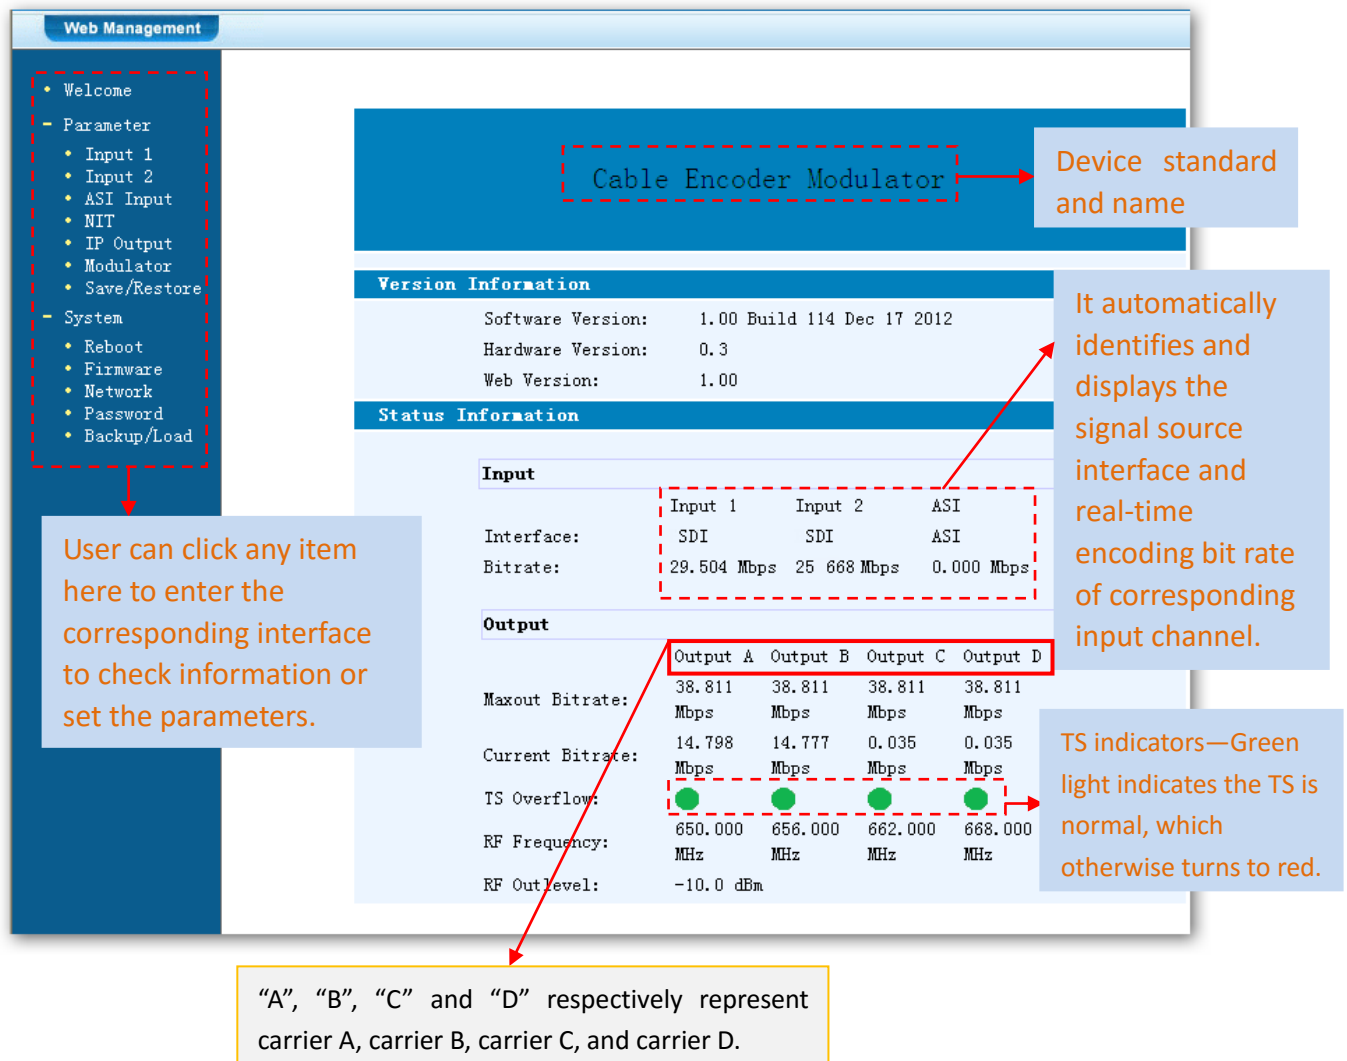 Web Management
Welcome
Parameter
Input 1
Input 2
ASI Input
NIT
IP Output
Modulator
Save/Restore
System
Reboot
Firmware
Network
Password
Backup/Load
User can click any item
here to enter the
corresponding interface
to check information or
set the parameters.
Cable Encoder Modulator
Device standard
and name
Version Information
Software Version: 1.00 Build 114 Dec 17 2012
Hardware Version: 0.3
Web Version: 1.00
Status Information
Input
Input 1 Input 2 ASI
Interface: SDI SDI ASI
Bitrate: 29.504 Mbps 25 668 Mbps 0.000 Mbps
It automatically
identifies and
displays the
signal source
interface and
real-time
encoding bit rate
of corresponding
input channel.
Output
Output A Output B Output C Output D
Maxout Bitrate: 38.811 Mbps 38.811 Mbps 38.811 Mbps 38.811 Mbps
Current Bitrate: 14.798 Mbps 14.777 Mbps 0.035 Mbps 0.035 Mbps
TS Overflow:
RF Frequency: 650.000 MHz 656.000 MHz 662.000 MHz 668.000 MHz
RF Outlevel: -10.0 dBm
TS indicators—Green
light indicates the TS is
normal, which
otherwise turns to red.
“A”, “B”, “C” and “D” respectively represent
carrier A, carrier B, carrier C, and carrier D.